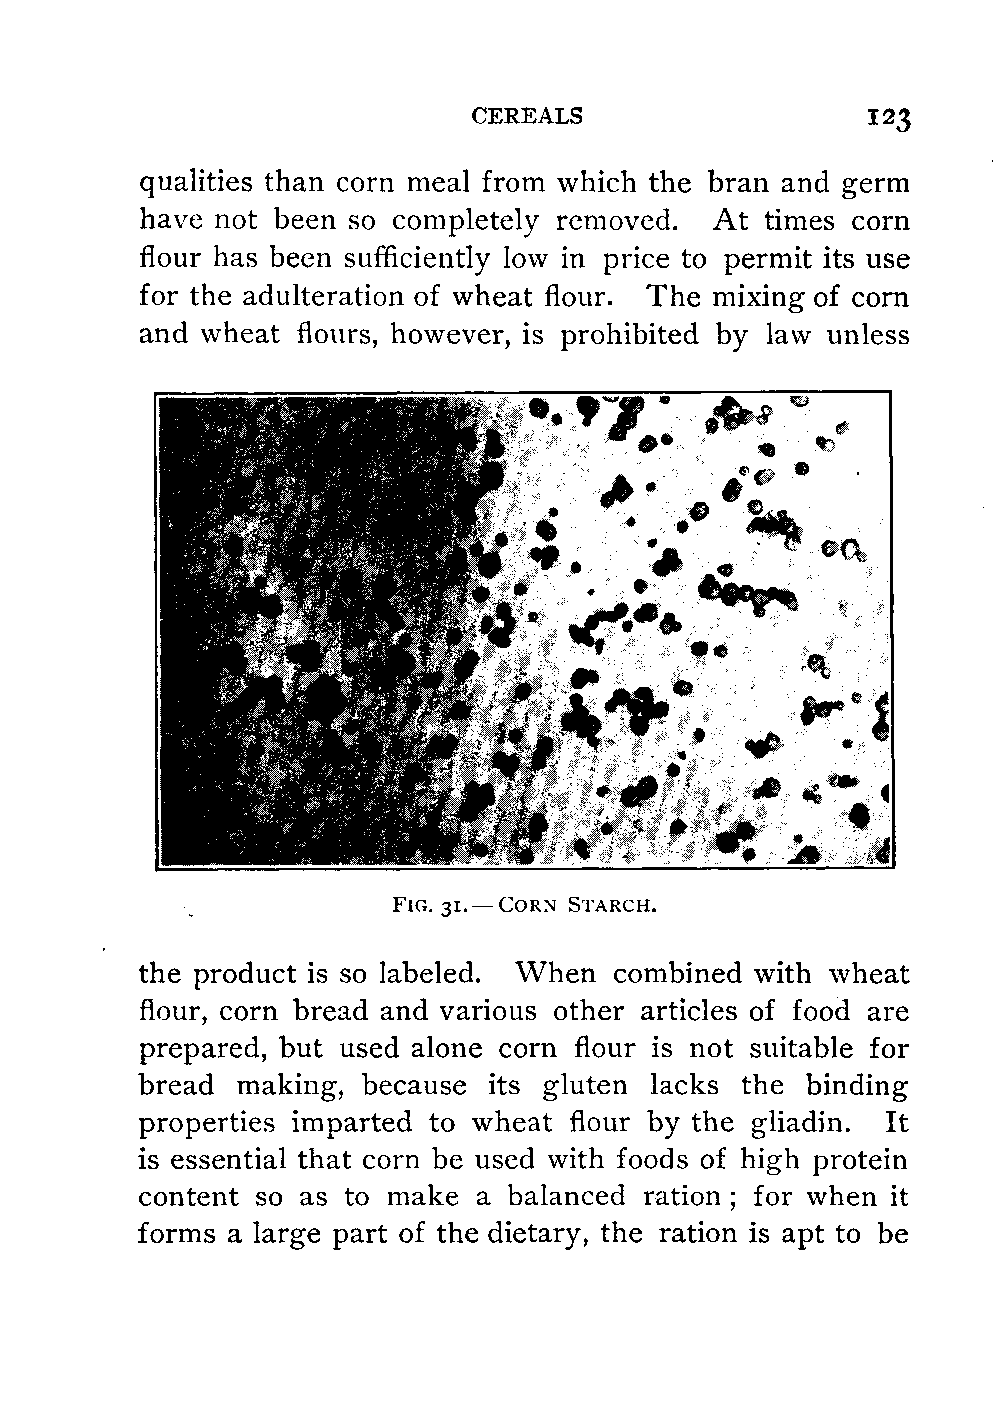 CEREALS 123
qualities than corn meal from which the bran and germ
have not been so completely removed. At times corn
flour has been sufficiently low in price to permit its use
for the adulteration of wheat flour. The mixing of corn
and wheat flours, however, is prohibited by law unless
FIG. 31.—CORN STARCH.
the product is so labeled. When combined with wheat
flour, corn bread and various other articles of food are
prepared, but used alone corn flour is not suitable for
bread making, because its gluten lacks the binding
properties imparted to wheat flour by the gliadin. It
is essential that corn be used with foods of high protein
content so as to make a balanced ration; for when it
forms a large part of the dietary, the ration is apt to be